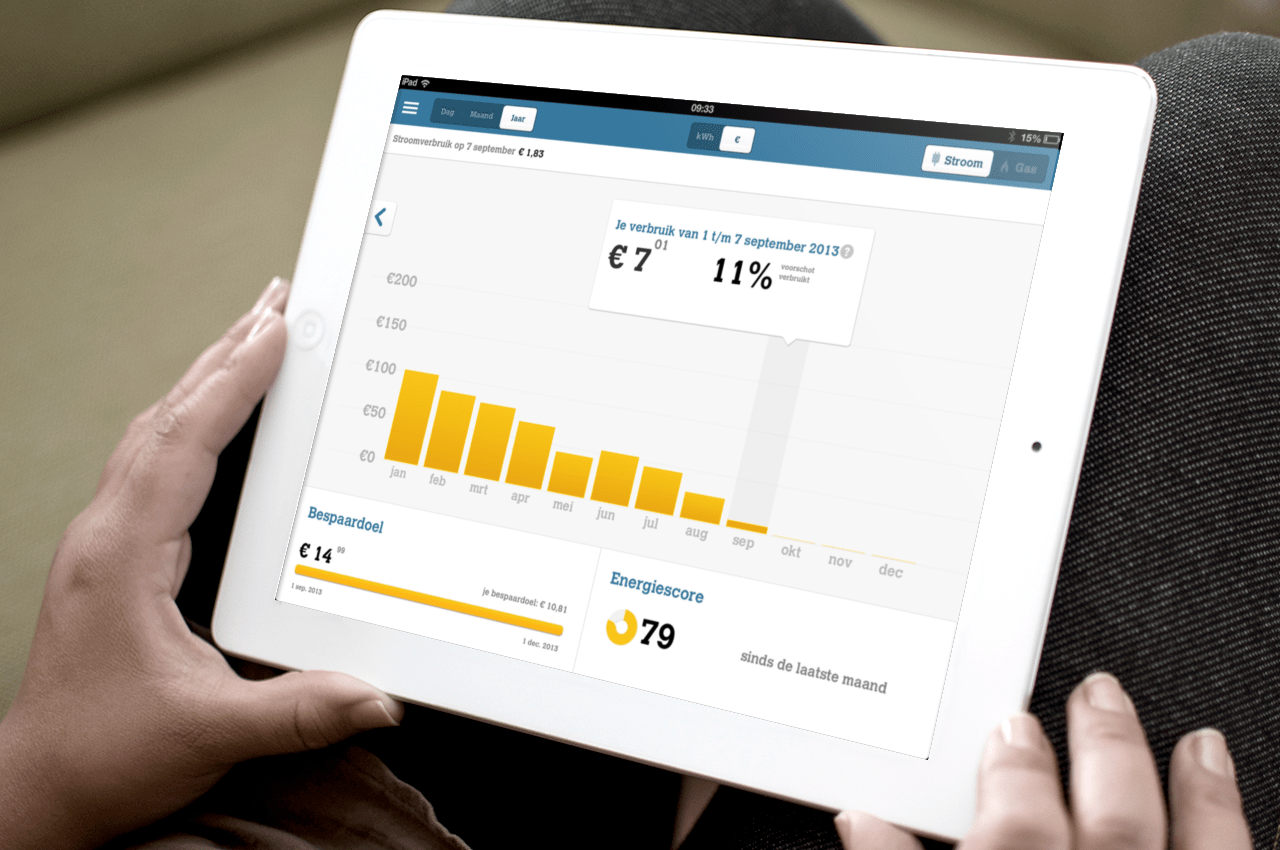 iPad 09:33 15%
Dag Maand Jaar kWh € Stroom Gas
Stroomverbruik op 7 september € 1,83
Je verbruik van 1 t/m 7 september 2013 ?
€ 7 01 11% voorschot
verbruikt
€200
€150
€100
€50
€0
jan feb mrt apr mei jun jul aug sep okt nov dec
Bespaardoel
€ 14 99
je bespaardoel: € 10,81
1 sep. 2013
1 dec. 2013
Energiescore
79
sinds de laatste maand